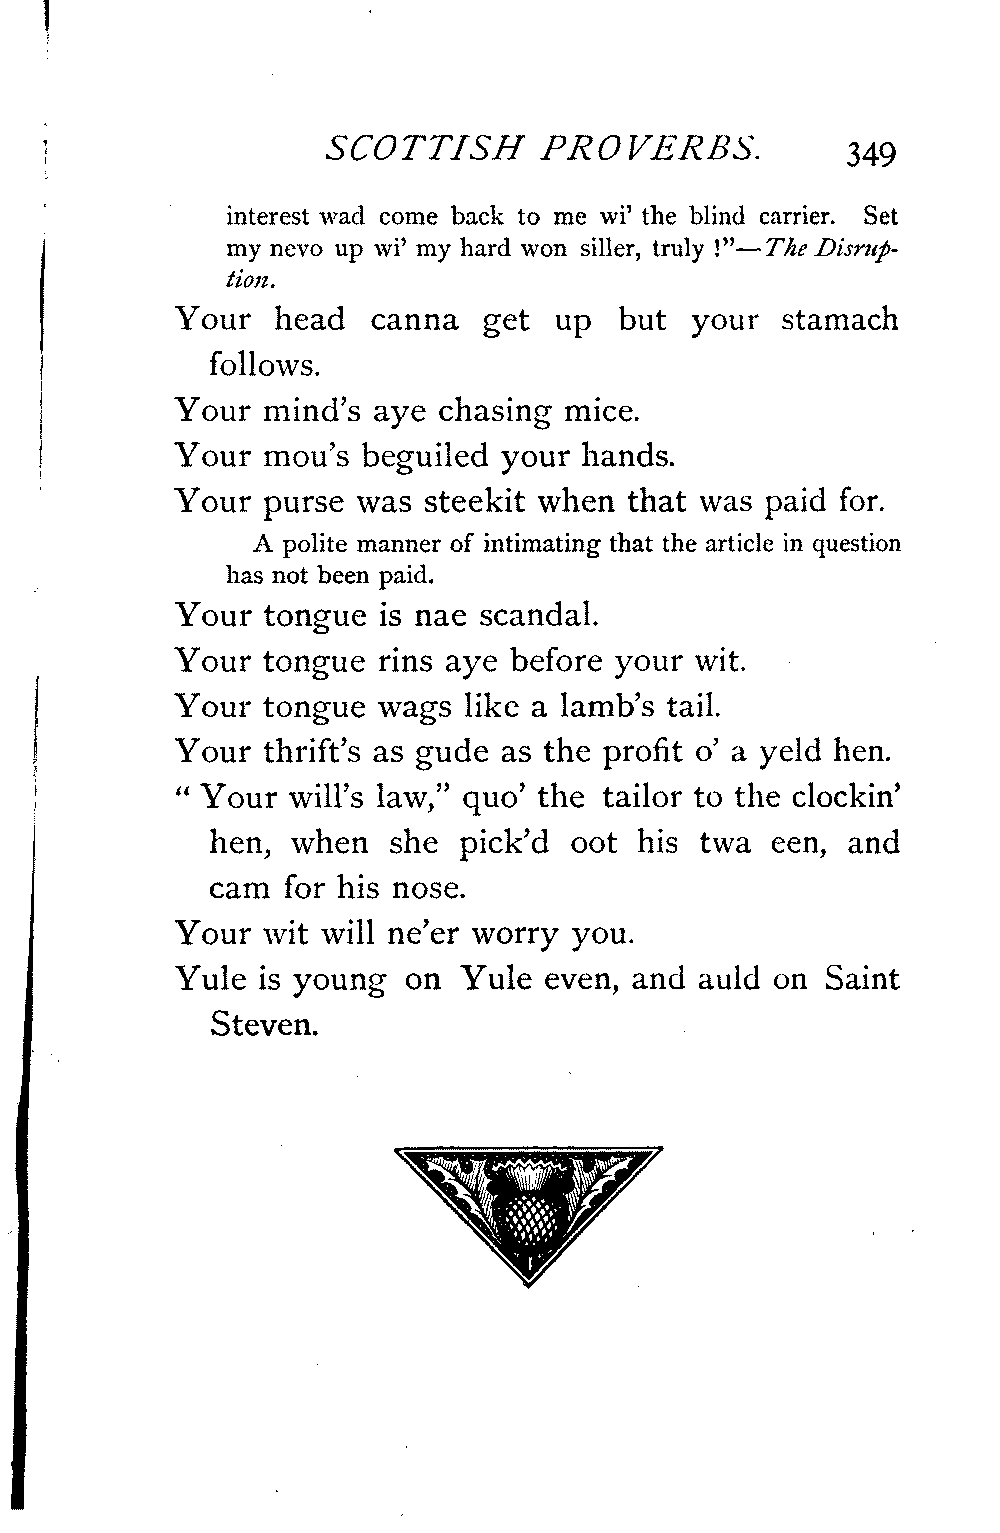 SCOTTISH PROVERBS. 349
interest wad come back to me wi' the blind carrier. Set
my nevo up wi' my hard won siller, truly !"—The Disrup-
tion.
Your head canna get up but your stamach
follows.
Your mind's aye chasing mice.
Your mou's beguiled your hands.
Your purse was steekit when that was paid for.
A polite manner of intimating that the article in question
has not been paid.
Your tongue is nae scandal.
Your tongue rins aye before your wit.
Your tongue wags like a lamb's tail.
Your thrift's as gude as the profit o' a yeld hen.
" Your will's law," quo' the tailor to the clockin'
hen, when she pick'd oot his twa een, and
cam for his nose.
Your wit will ne'er worry you.
Yule is young on Yule even, and auld on Saint
Steven.